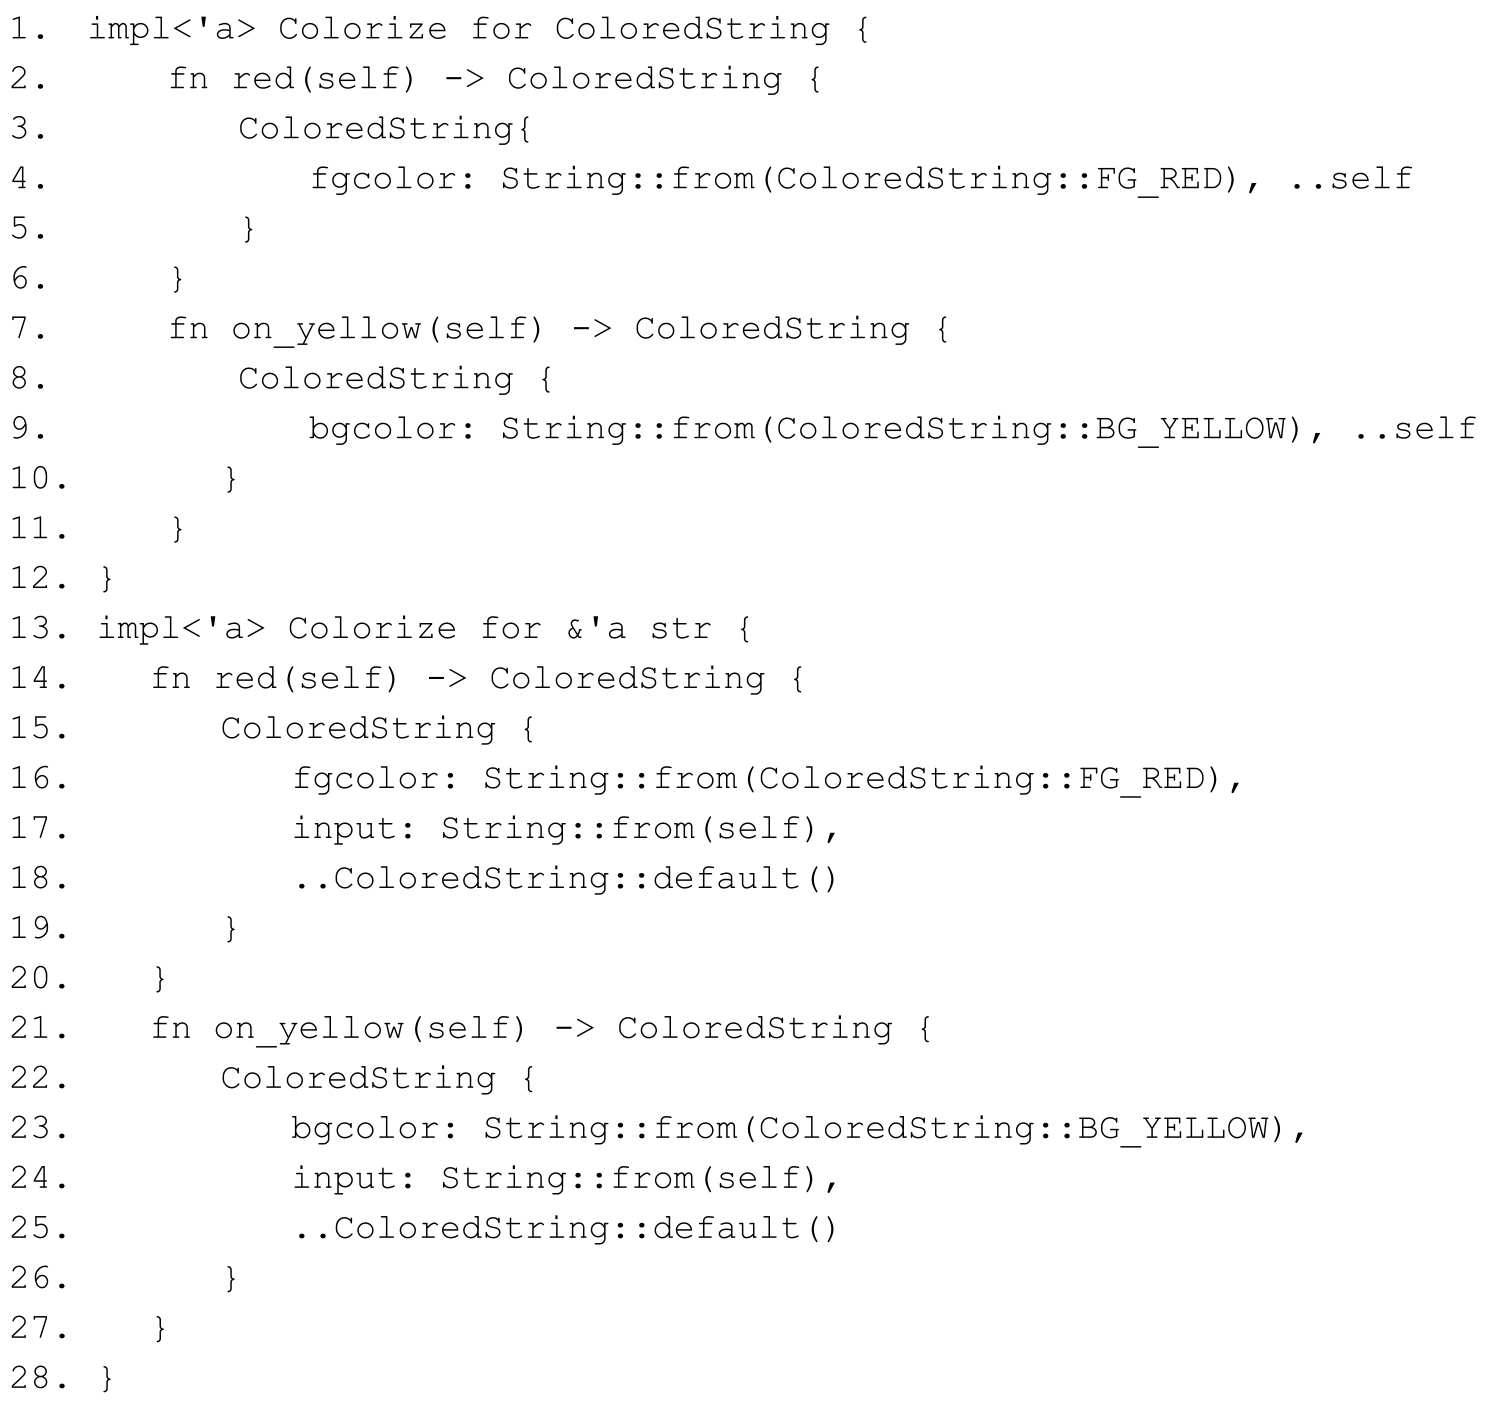 1. impl<'a> Colorize for ColoredString {
2.     fn red(self) -> ColoredString {
3.         ColoredString{
4.             fgcolor: String::from(ColoredString::FG_RED), ..self
5.         }
6.     }
7.     fn on_yellow(self) -> ColoredString {
8.         ColoredString {
9.             bgcolor: String::from(ColoredString::BG_YELLOW), ..self
10.         }
11.     }
12. }
13. impl<'a> Colorize for &'a str {
14.    fn red(self) -> ColoredString {
15.        ColoredString {
16.            fgcolor: String::from(ColoredString::FG_RED),
17.            input: String::from(self),
18.            ..ColoredString::default()
19.        }
20.    }
21.    fn on_yellow(self) -> ColoredString {
22.        ColoredString {
23.            bgcolor: String::from(ColoredString::BG_YELLOW),
24.            input: String::from(self),
25.            ..ColoredString::default()
26.        }
27.    }
28. }